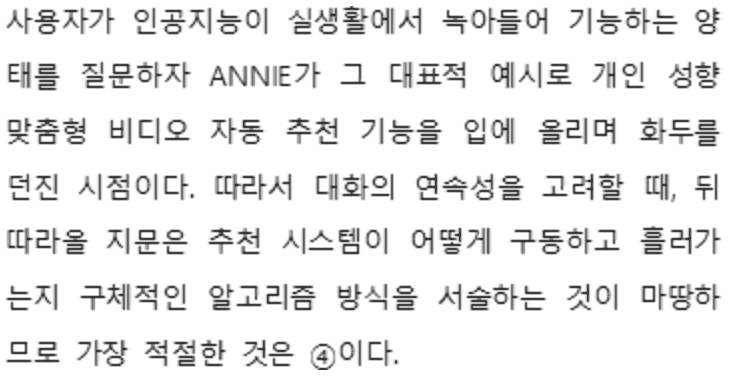 사용자가 인공지능이 실생활에서 녹아들어 기능하는 양
태를 질문하자 ANNIE가 그 대표적 예시로 개인 성향
맞춤형 비디오 자동 추천 기능을 입에 올리며 화두를
던진 시점이다. 따라서 대화의 연속성을 고려할 때, 뒤
따라올 지문은 추천 시스템이 어떻게 구동하고 흘러가
는지 구체적인 알고리즘 방식을 서술하는 것이 마땅하
므로 가장 적절한 것은 ④이다.